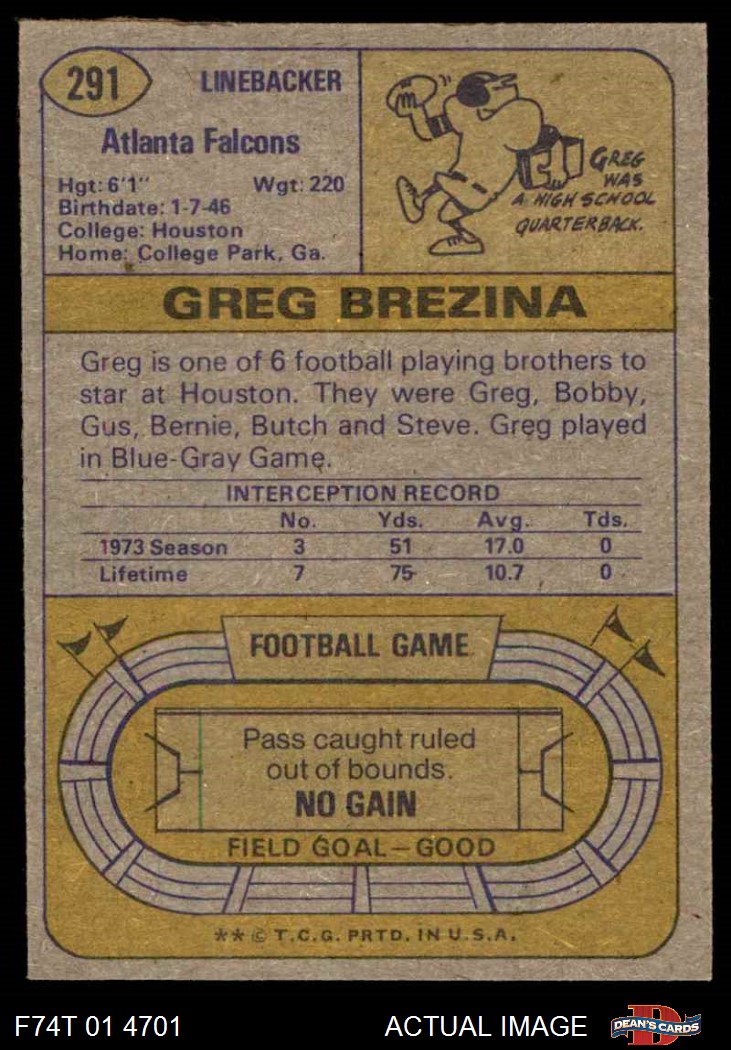 291
LINEBACKER
Atlanta Falcons
Hgt: 6'1" Wgt: 220
Birthdate: 1-7-46
College: Houston
Home: College Park, Ga.
GREG
WAS
A HIGH SCHOOL
QUARTERBACK.
GREG BREZINA
Greg is one of 6 football playing brothers to
star at Houston. They were Greg, Bobby,
Gus, Bernie, Butch and Steve. Greg played
in Blue-Gray Game.
INTERCEPTION RECORD
No. Yds. Avg. Tds.
1973 Season 3 51 17.0 0
Lifetime 7 75 10.7 0
FOOTBALL GAME
Pass caught ruled
out of bounds.
NO GAIN
FIELD GOAL—GOOD
** © T.C.G. PRTD. IN U.S.A.
F74T 01 4701 ACTUAL IMAGE
D
DEAN'S CARDS